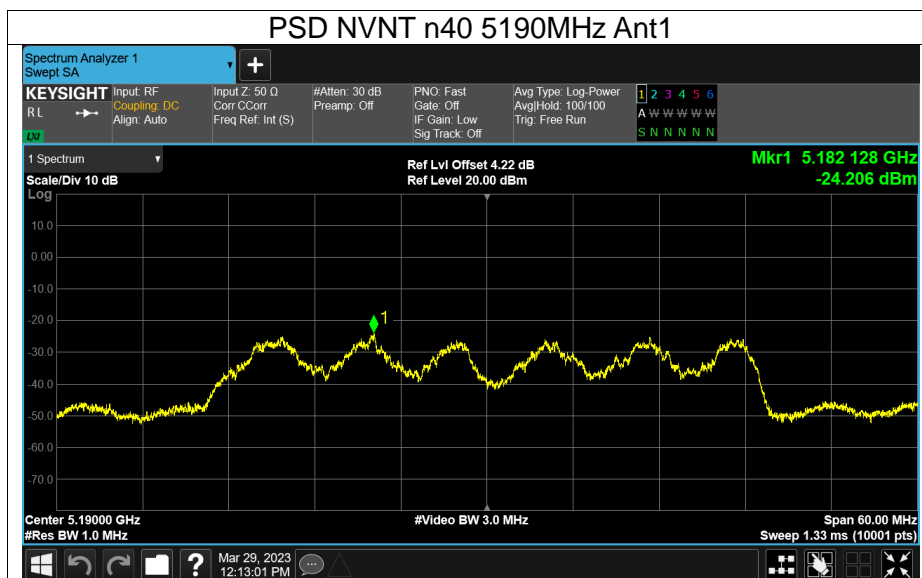 PSD NVNT n40 5190MHz Ant1
Spectrum Analyzer 1
Swept SA
+
KEYSIGHT
R L
LXI
Input: RF
Coupling: DC
Align: Auto
Input Z: 50 Ω
Corr CCorr
Freq Ref: Int (S)
#Atten: 30 dB
Preamp: Off
PNO: Fast
Gate: Off
IF Gain: Low
Sig Track: Off
Avg Type: Log-Power
Avg|Hold: 100/100
Trig: Free Run
1 2 3 4 5 6
A W W W W W
S N N N N N
1 Spectrum
Scale/Div 10 dB
Log
Ref Lvl Offset 4.22 dB
Ref Level 20.00 dBm
Mkr1 5.182 128 GHz
-24.206 dBm
10.0
0.00
-10.0
-20.0
-30.0
-40.0
-50.0
-60.0
-70.0
1
Center 5.19000 GHz
#Res BW 1.0 MHz
#Video BW 3.0 MHz
Span 60.00 MHz
Sweep 1.33 ms (10001 pts)
?
Mar 29, 2023
12:13:01 PM
...